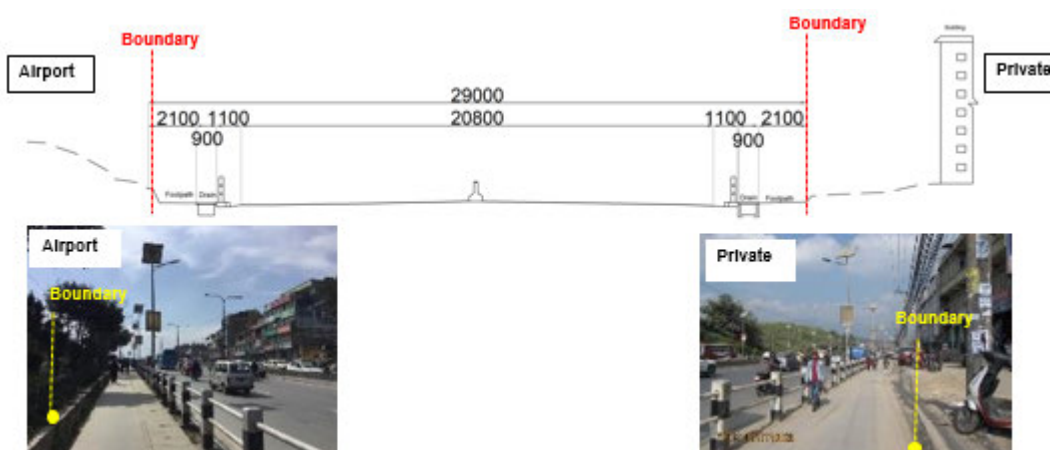 Boundary
Boundary
Building
Airport
Private
29000
2100 1100 20800 1100 2100
900 900
Footpath Drain Drain Footpath
Airport
Boundary
Private
Boundary